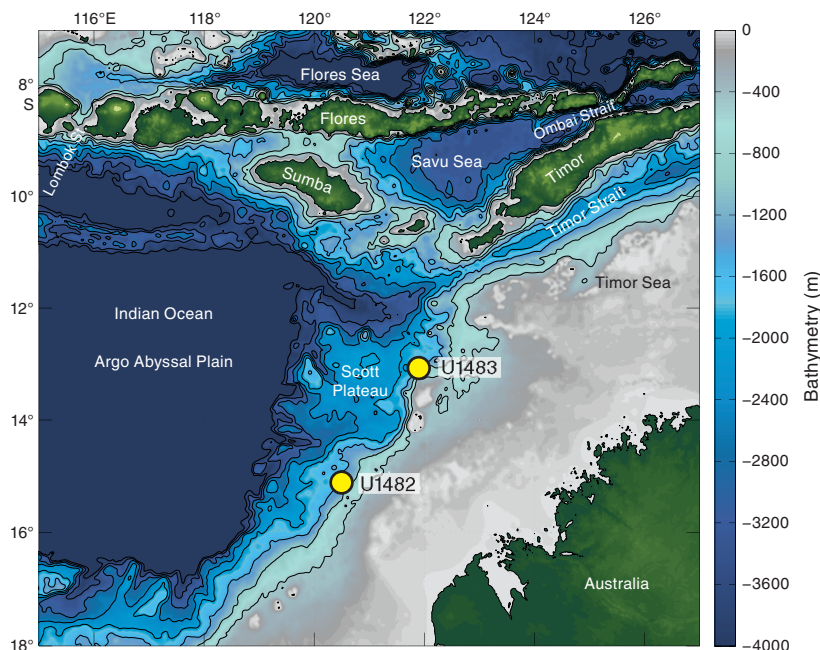 116°E
118°
120°
122°
124°
126°
8°
S
10°
12°
14°
16°
18°
Flores Sea
Flores
Ombai Strait
Lombok St
Savu Sea
Sumba
Timor
Timor Strait
Timor Sea
Indian Ocean
Argo Abyssal Plain
Scott
Plateau
U1483
U1482
Australia
0
-400
-800
-1200
-1600
-2000
-2400
-2800
-3200
-3600
-4000
Bathymetry (m)